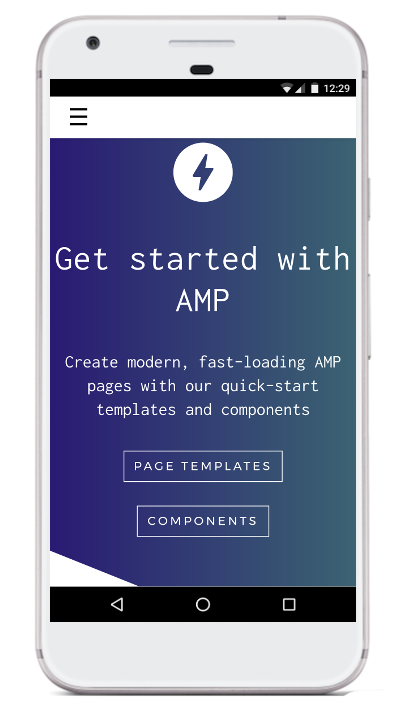 12:29
Get started with
AMP
Create modern, fast-loading AMP
pages with our quick-start
templates and components
PAGE TEMPLATES
COMPONENTS